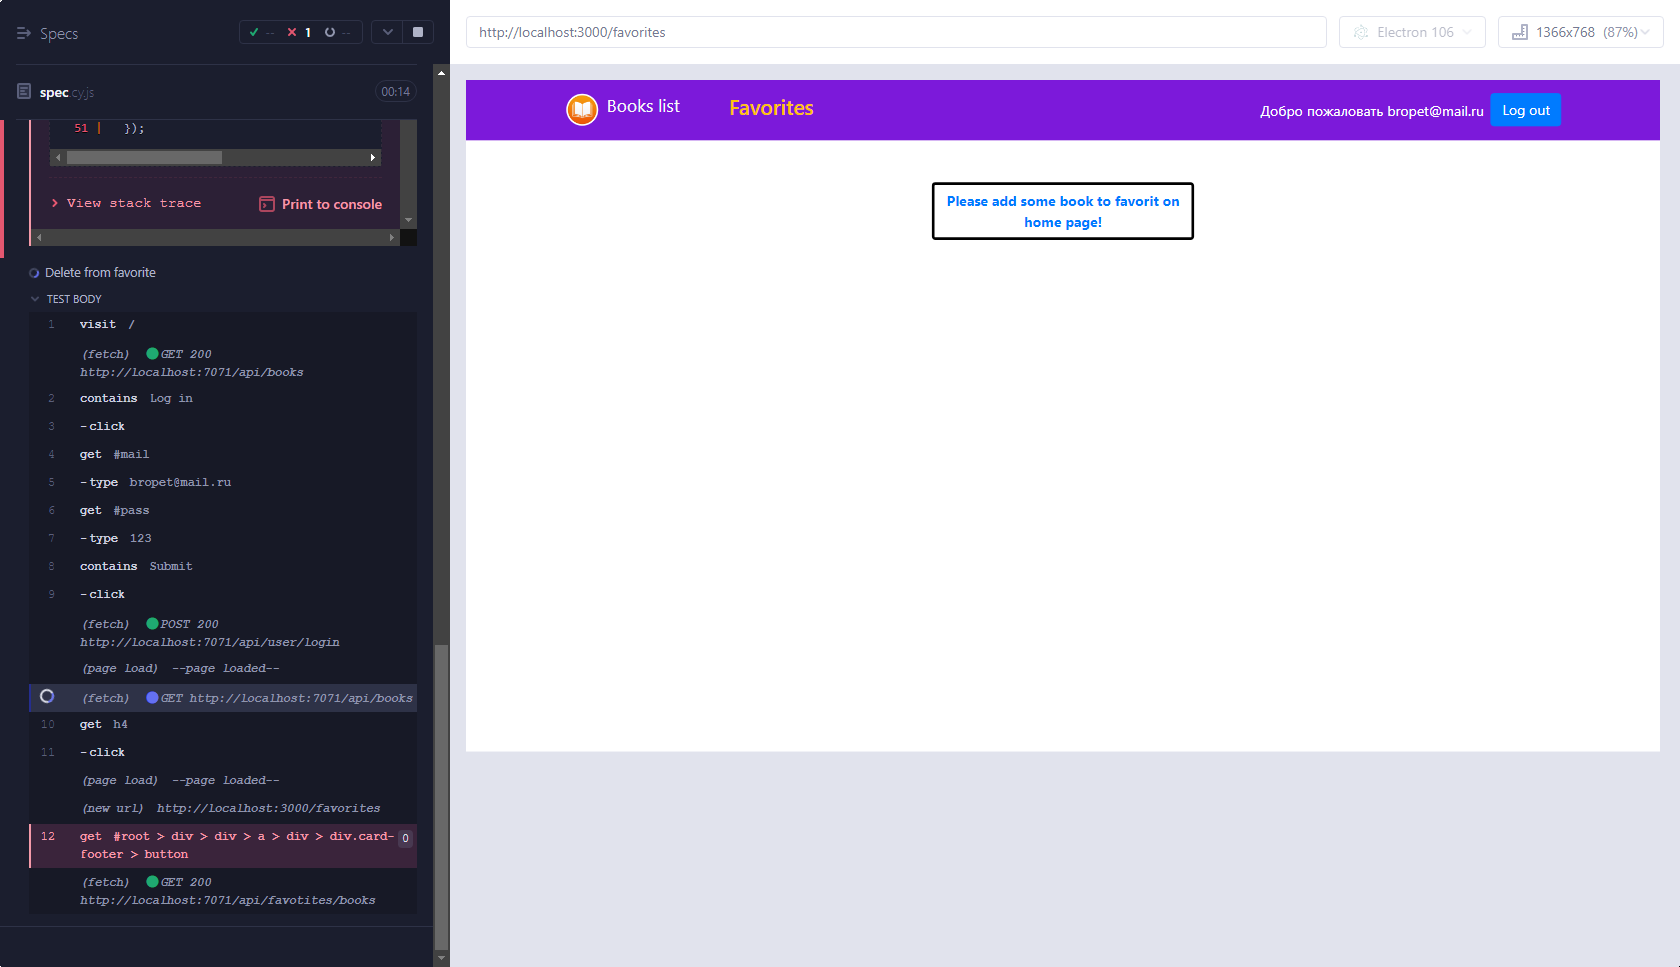 Specs
-- 1 --
spec.cy.js
00:14
51 | });
View stack trace
Print to console
Delete from favorite
TEST BODY
1 visit /
(fetch) GET 200
http://localhost:7071/api/books
2 contains Log in
3 -click
4 get #mail
5 -type bropet@mail.ru
6 get #pass
7 -type 123
8 contains Submit
9 -click
(fetch) POST 200
http://localhost:7071/api/user/login
(page load) --page loaded--
(fetch) GET http://localhost:7071/api/books
10 get h4
11 -click
(page load) --page loaded--
(new url) http://localhost:3000/favorites
12 get #root > div > div > a > div > div.card-
footer > button
0
(fetch) GET 200
http://localhost:7071/api/favotites/books
http://localhost:3000/favorites
Electron 106
1366x768 (87%)
Books list
Favorites
Добро пожаловать bropet@mail.ru
Log out
Please add some book to favorit on
home page!